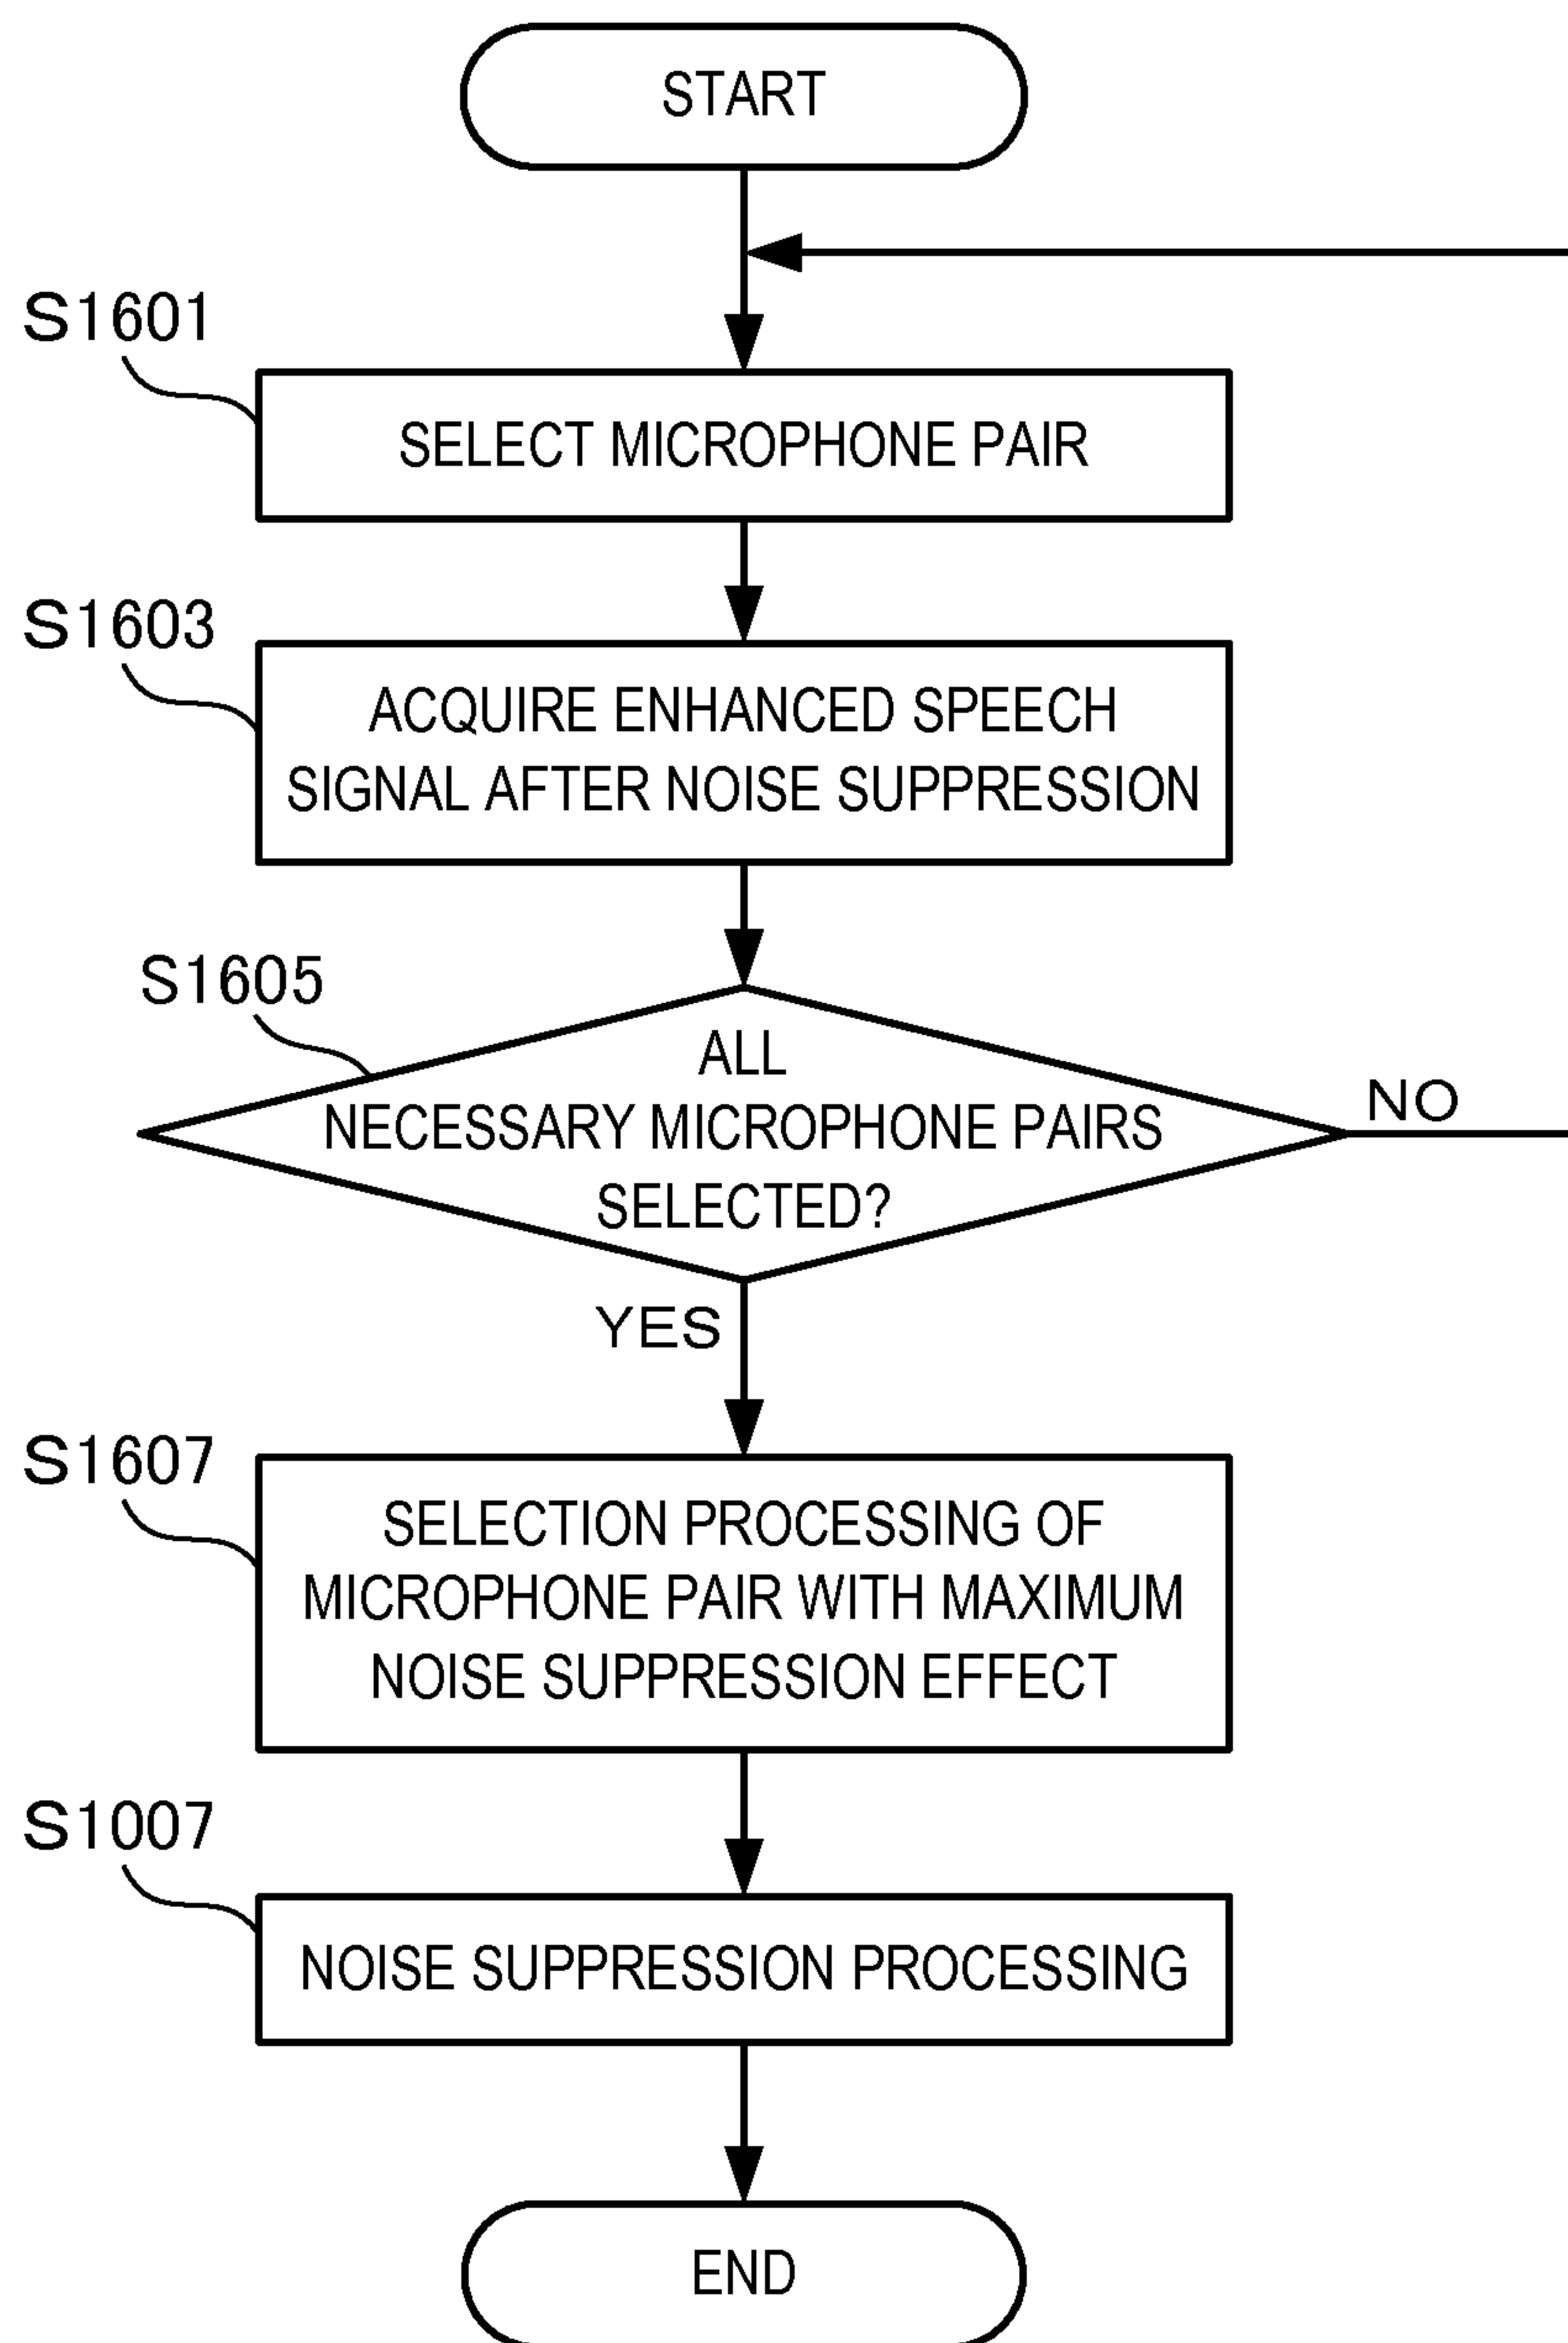 START
S1601
SELECT MICROPHONE PAIR
S1603
ACQUIRE ENHANCED SPEECH
SIGNAL AFTER NOISE SUPPRESSION
S1605
ALL
NECESSARY MICROPHONE PAIRS
SELECTED?
NO
YES
S1607
SELECTION PROCESSING OF
MICROPHONE PAIR WITH MAXIMUM
NOISE SUPPRESSION EFFECT
S1007
NOISE SUPPRESSION PROCESSING
END